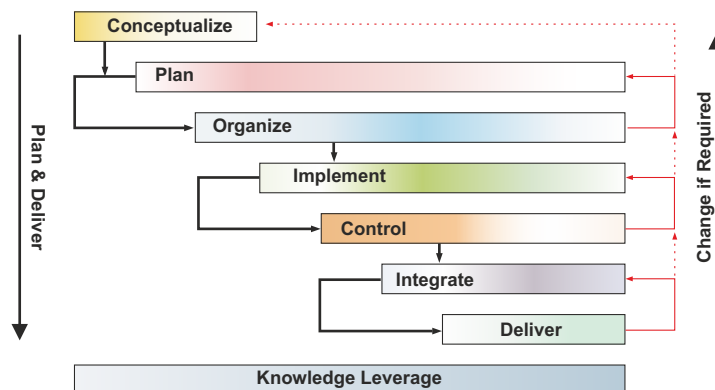 Conceptualize
Plan
Organize
Implement
Control
Integrate
Deliver
Knowledge Leverage
Plan & Deliver
Change if Required